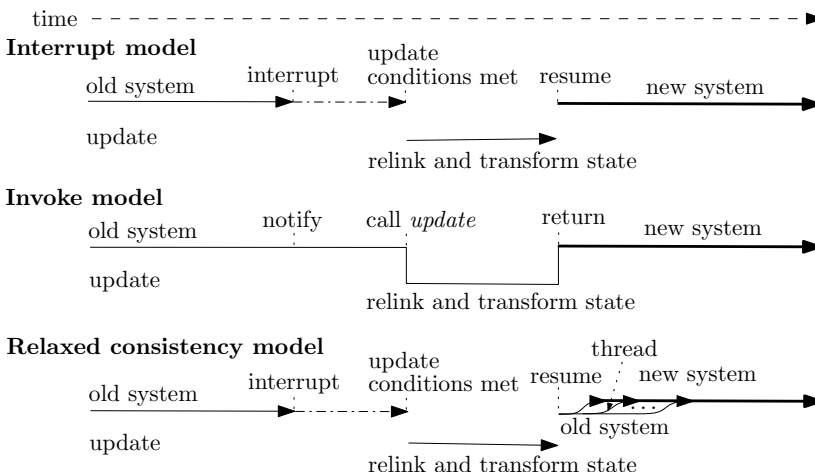 time
Interrupt model
old system
interrupt
update
conditions met
resume
new system
update
relink and transform state
Invoke model
old system
notify
call update
return
new system
update
relink and transform state
Relaxed consistency model
old system
interrupt
update
conditions met
resume
thread
new system
...
old system
update
relink and transform state